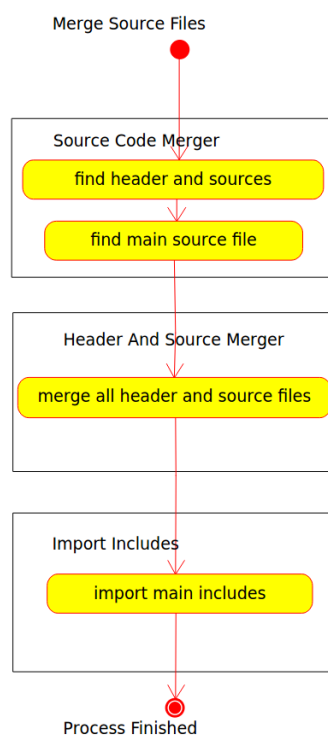 Merge Source Files
Source Code Merger
find header and sources
find main source file
Header And Source Merger
merge all header and source files
Import Includes
import main includes
Process Finished